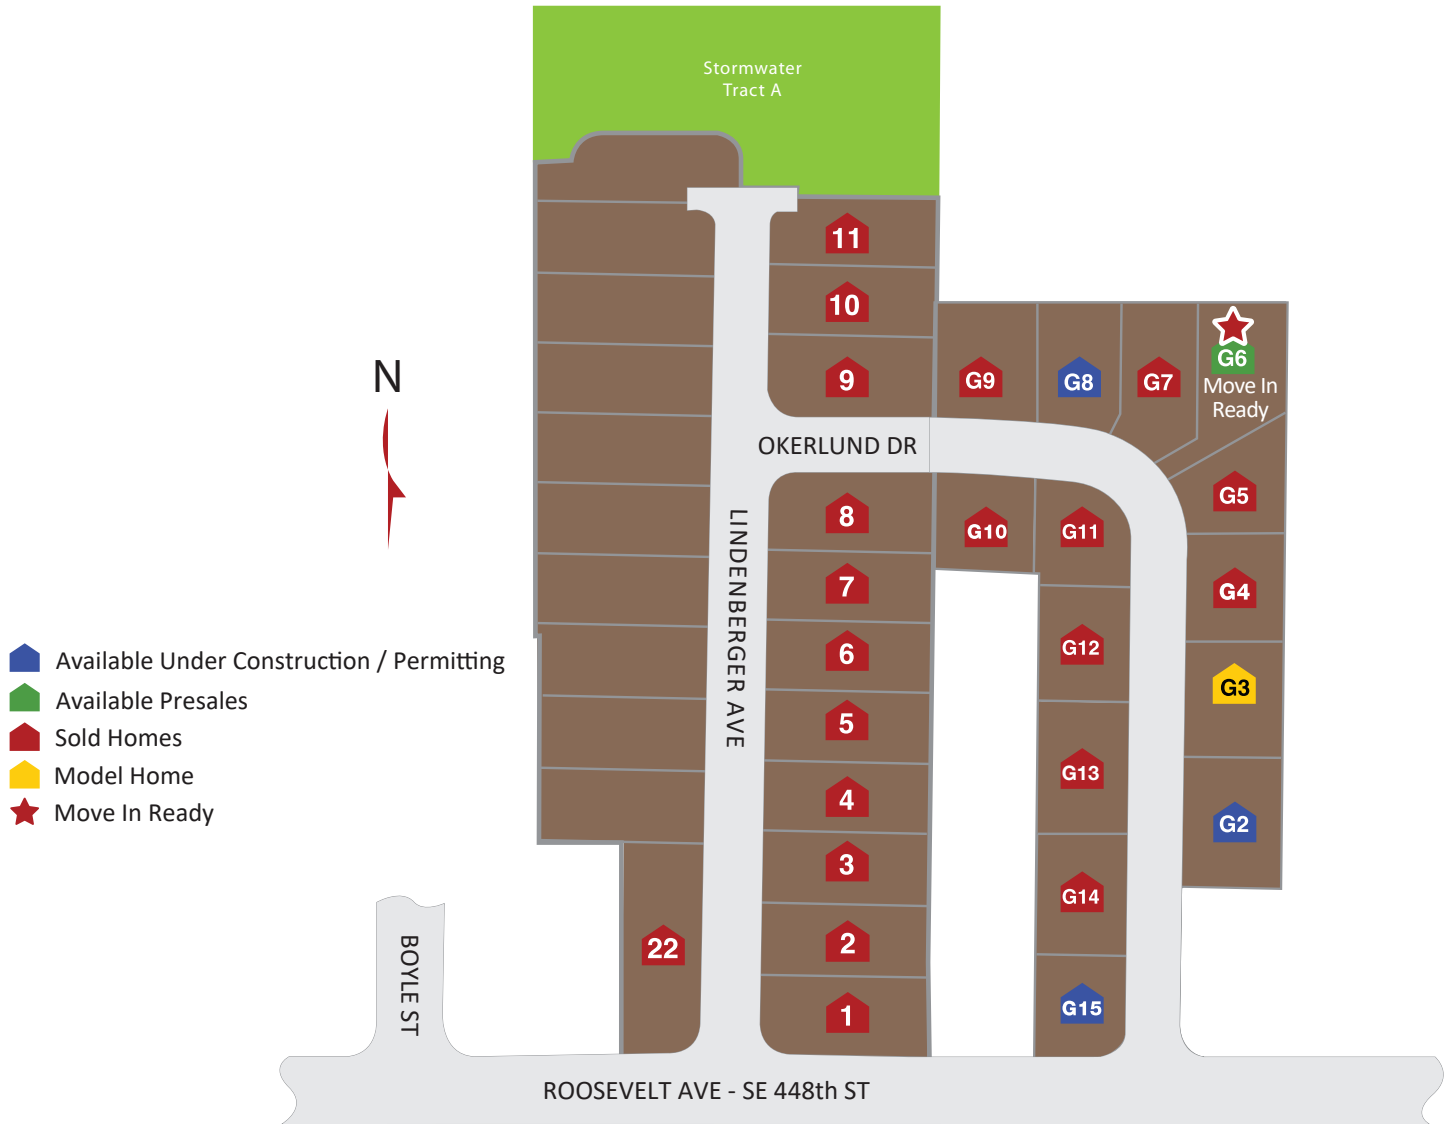 Stormwater
Tract A
11
10
9
G9
G8
G7
G6
Move In
Ready
N
OKERLUND DR
8
G10
G11
G5
7
G4
LINDENBERGER AVE
6
G12
G3
5
G13
4
G2
3
G14
22
2
G15
1
Available Under Construction / Permitting
Available Presales
Sold Homes
Model Home
Move In Ready
BOYLE ST
ROOSEVELT AVE - SE 448th ST